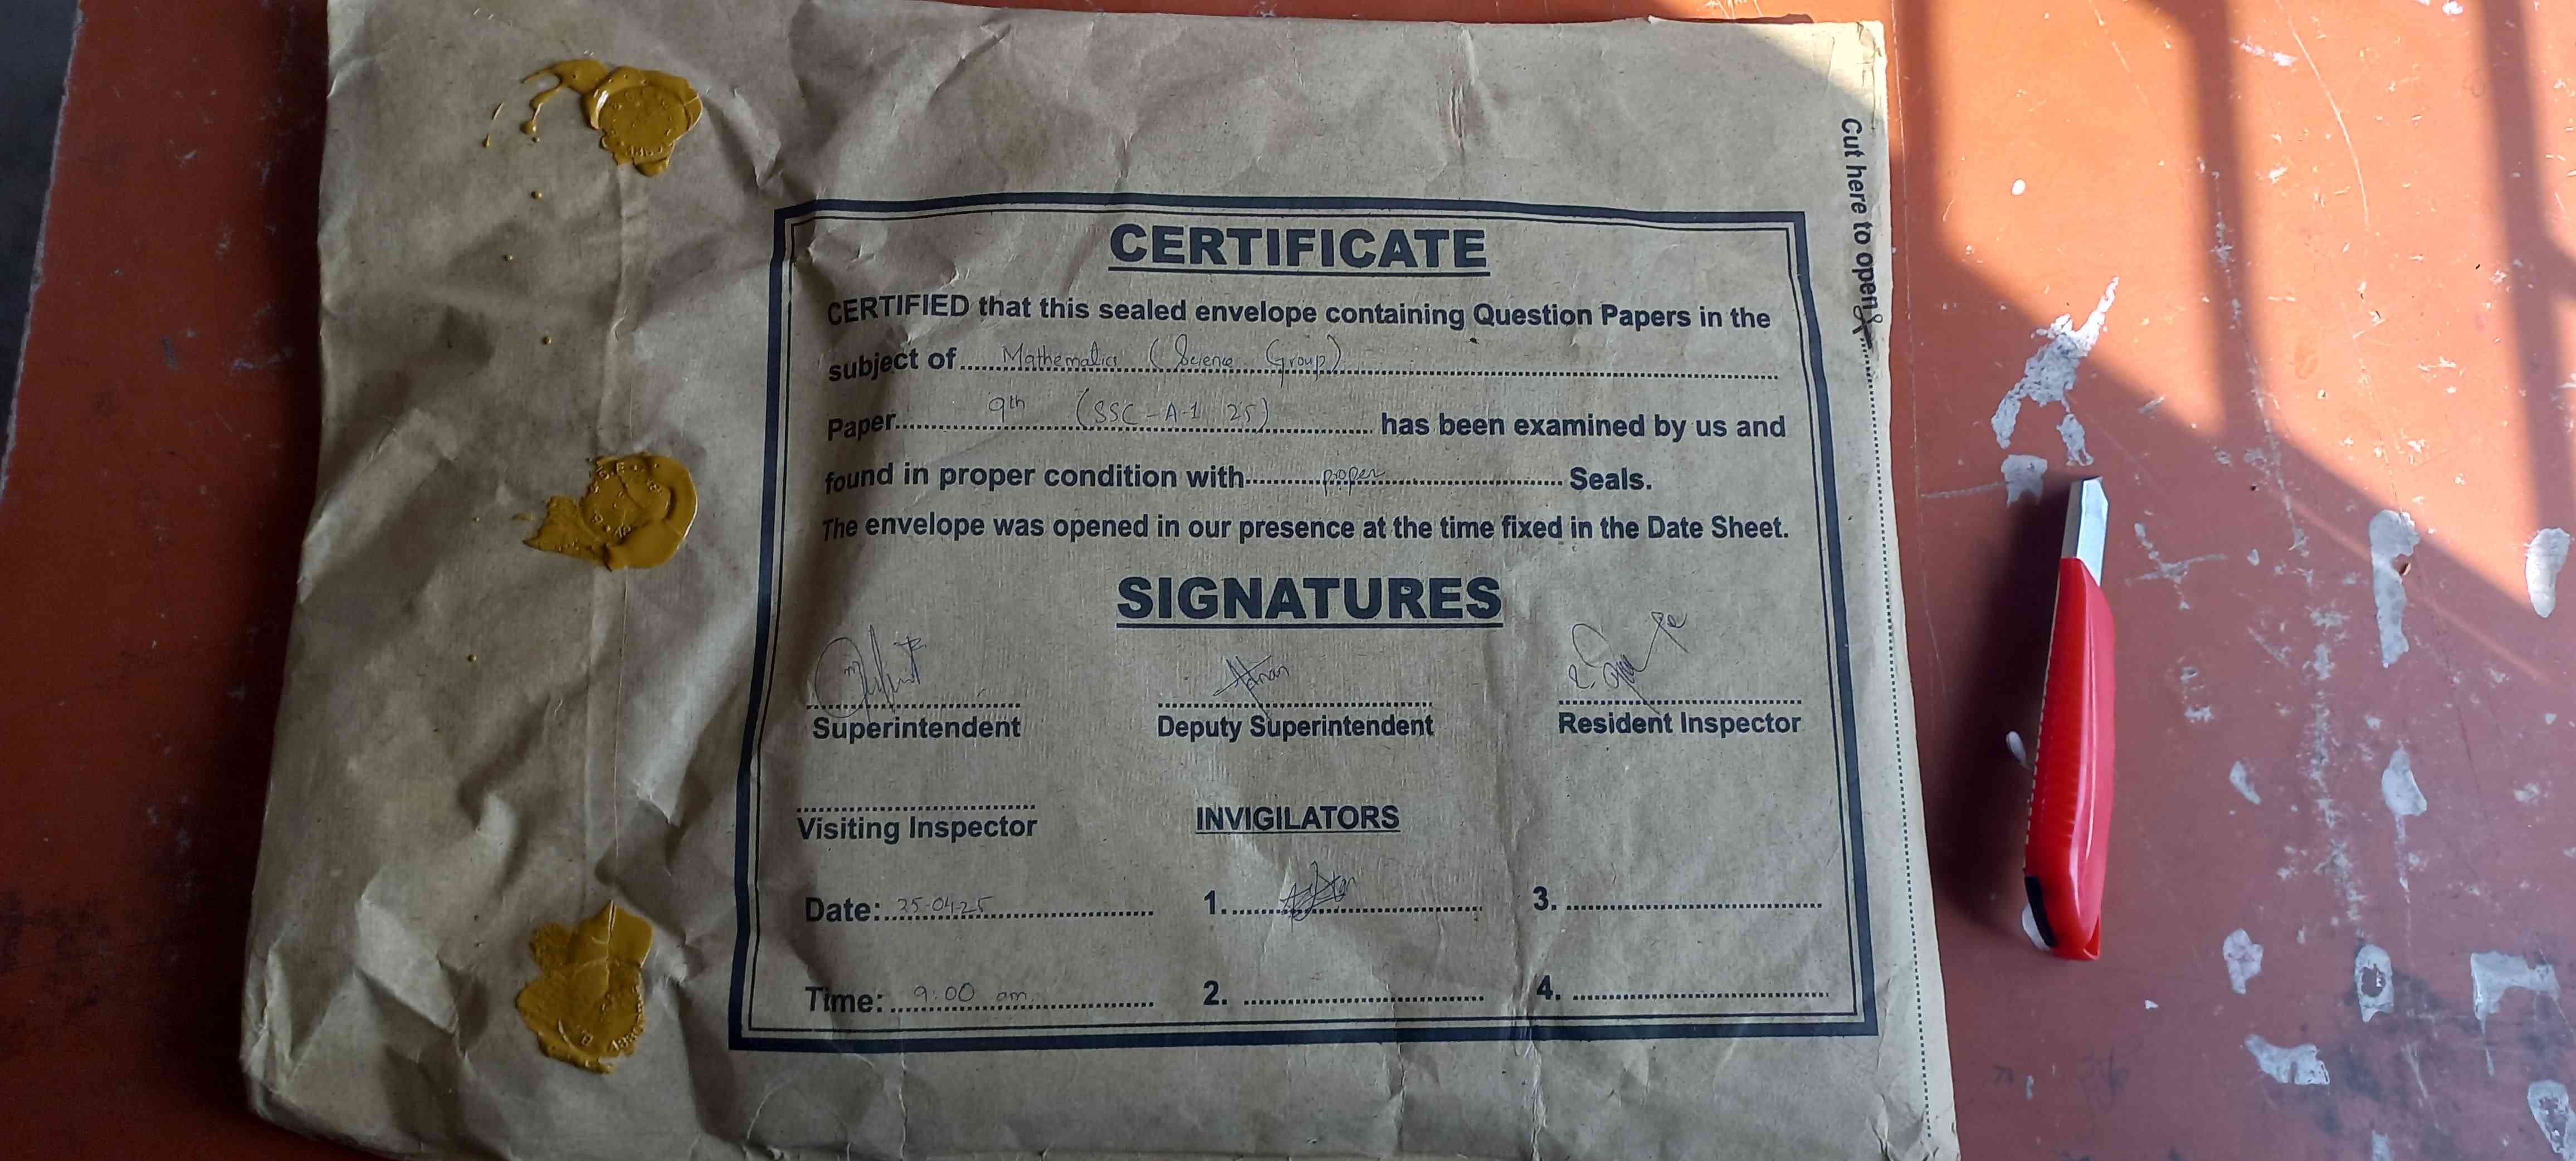 CERTIFICATE
CERTIFIED that this sealed envelope containing Question Papers in the
subject of Mathematics (Science Group)
Paper 9th (SSC-A-1 25) has been examined by us and
found in proper condition with proper Seals.
The envelope was opened in our presence at the time fixed in the Date Sheet.
SIGNATURES
Adnan
Superintendent Deputy Superintendent Resident Inspector
Visiting Inspector INVIGILATORS
Date: 25-04-25 1. 3.
Time: 9:00 am. 2. 4.
Cut here to open